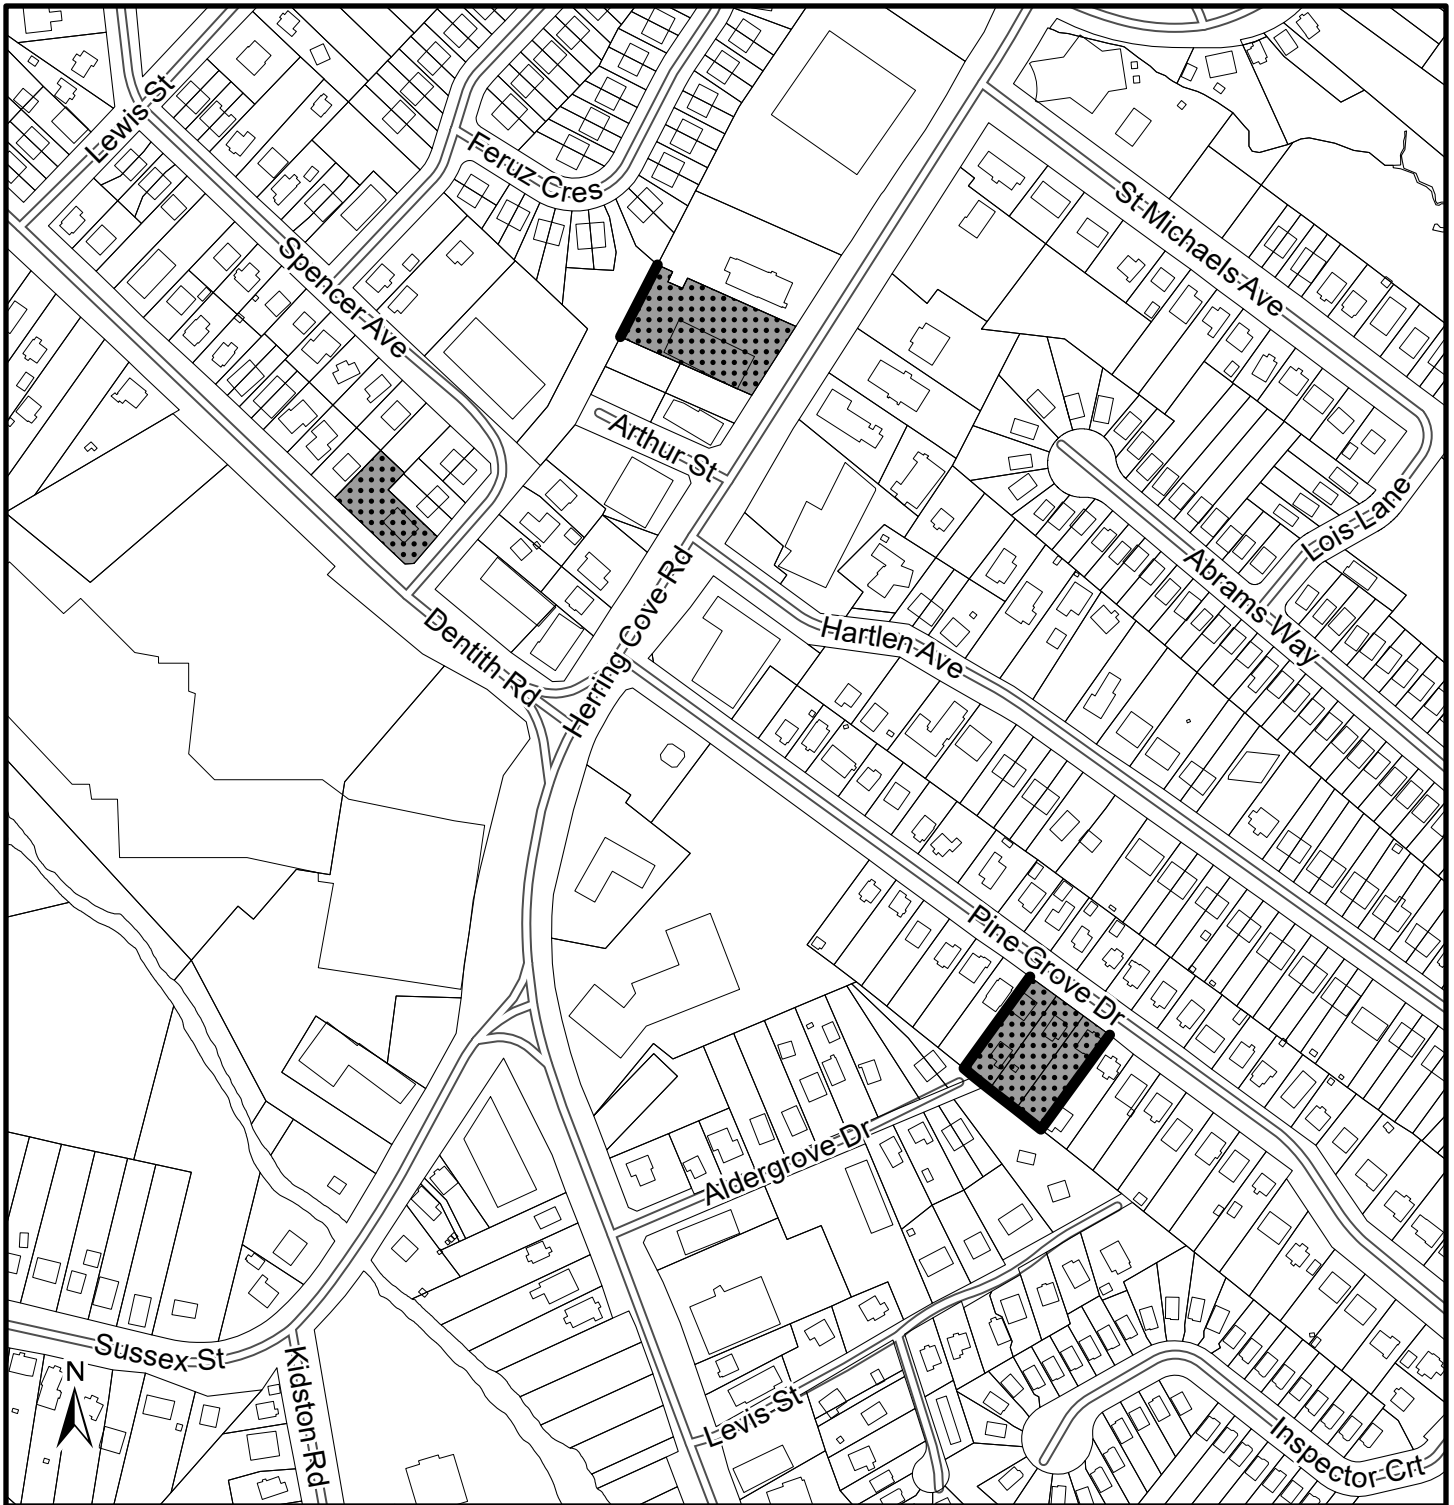 Lewis St
Feruz Cres
St Michaels Ave
Spencer Ave
Arthur St
Lois Lane
Abrams Way
Herring Cove Rd
Hartlen Ave
Dentith Rd
Pine Grove Dr
Aldergrove Dr
Sussex St
N
Kidston Rd
Levis St
Inspector Crt